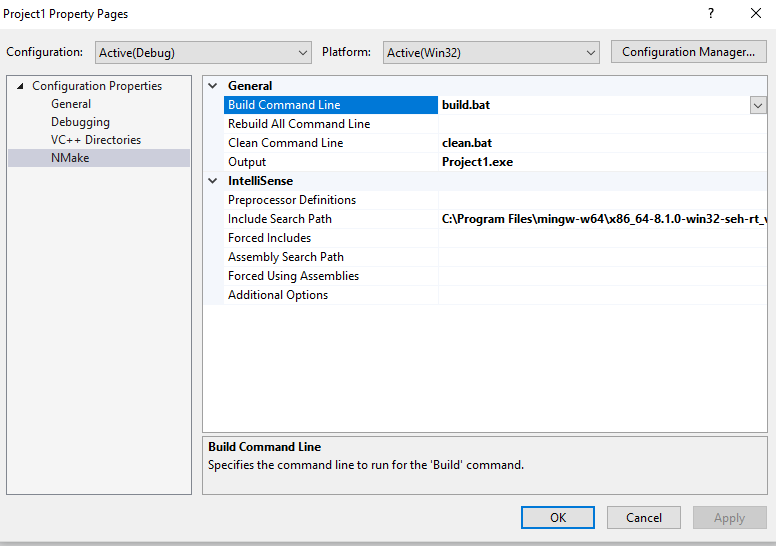 Project1 Property Pages ?
Configuration: Active(Debug) Platform: Active(Win32) Configuration Manager...
Configuration Properties
General
Debugging
VC++ Directories
NMake
General
Build Command Line build.bat
Rebuild All Command Line
Clean Command Line clean.bat
Output Project1.exe
IntelliSense
Preprocessor Definitions
Include Search Path C:\Program Files\mingw-w64\x86_64-8.1.0-win32-seh-rt_v
Forced Includes
Assembly Search Path
Forced Using Assemblies
Additional Options
Build Command Line
Specifies the command line to run for the 'Build' command.
OK Cancel Apply